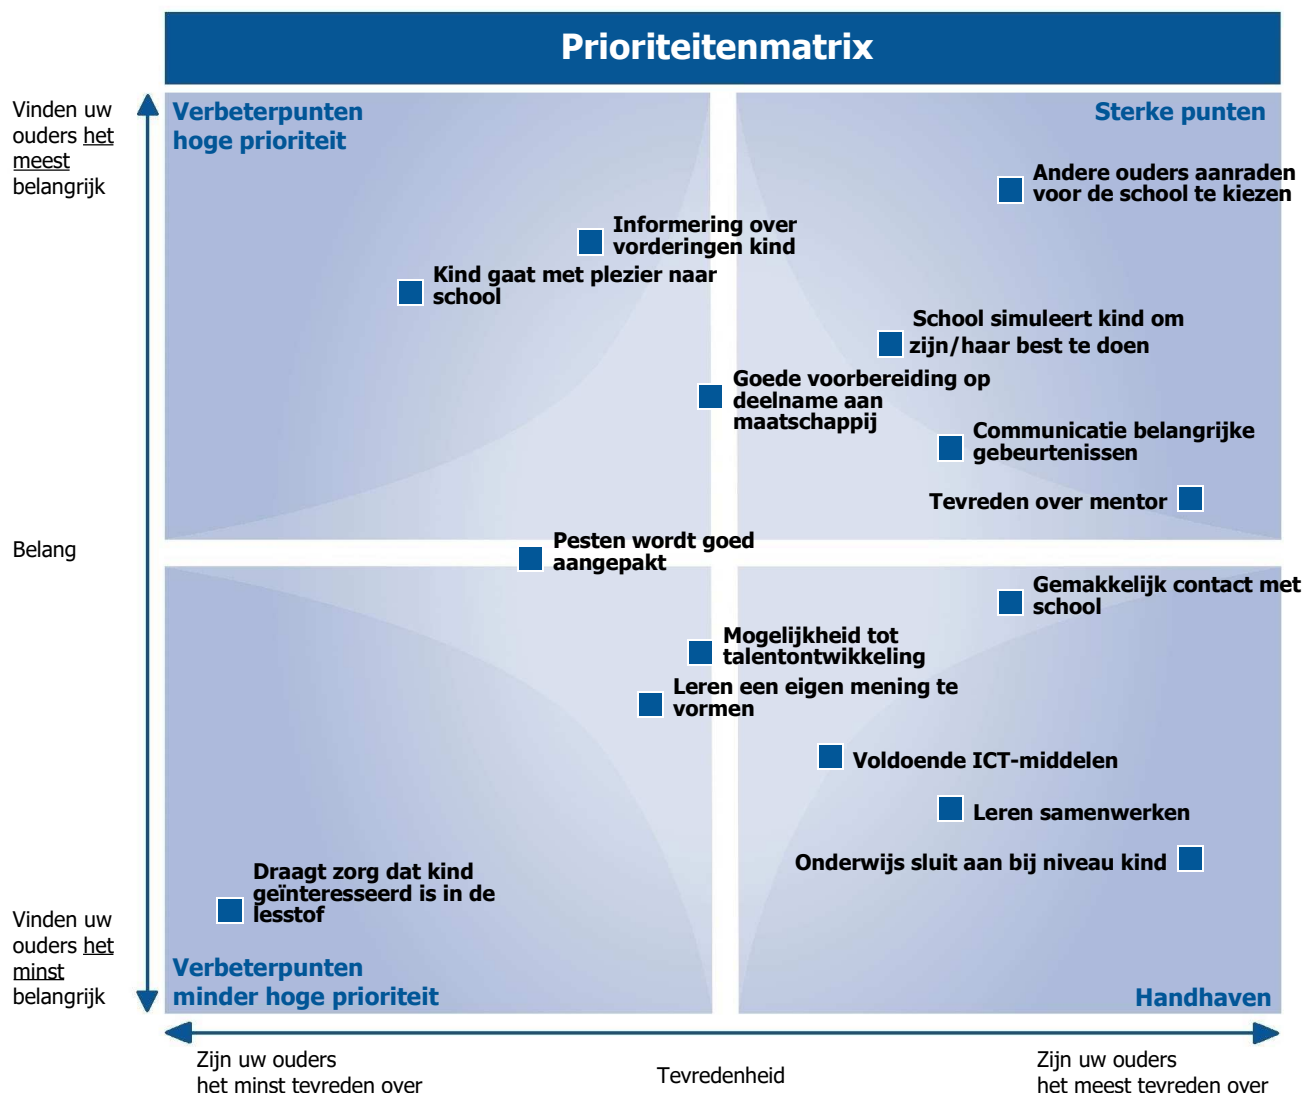 Prioriteitenmatrix
Vinden uw
ouders het
meest
belangrijk
Verbeterpunten
hoge prioriteit
Sterke punten
Andere ouders aanraden
voor de school te kiezen
Informering over
vorderingen kind
Kind gaat met plezier naar
school
School simuleert kind om
zijn/haar best te doen
Goede voorbereiding op
deelname aan
maatschappij
Communicatie belangrijke
gebeurtenissen
Tevreden over mentor
Belang
Pesten wordt goed
aangepakt
Gemakkelijk contact met
school
Mogelijkheid tot
talentontwikkeling
Leren een eigen mening te
vormen
Voldoende ICT-middelen
Leren samenwerken
Onderwijs sluit aan bij niveau kind
Draagt zorg dat kind
geïnteresseerd is in de
lesstof
Vinden uw
ouders het
minst
belangrijk
Verbeterpunten
minder hoge prioriteit
Handhaven
Zijn uw ouders
het minst tevreden over
Tevredenheid
Zijn uw ouders
het meest tevreden over